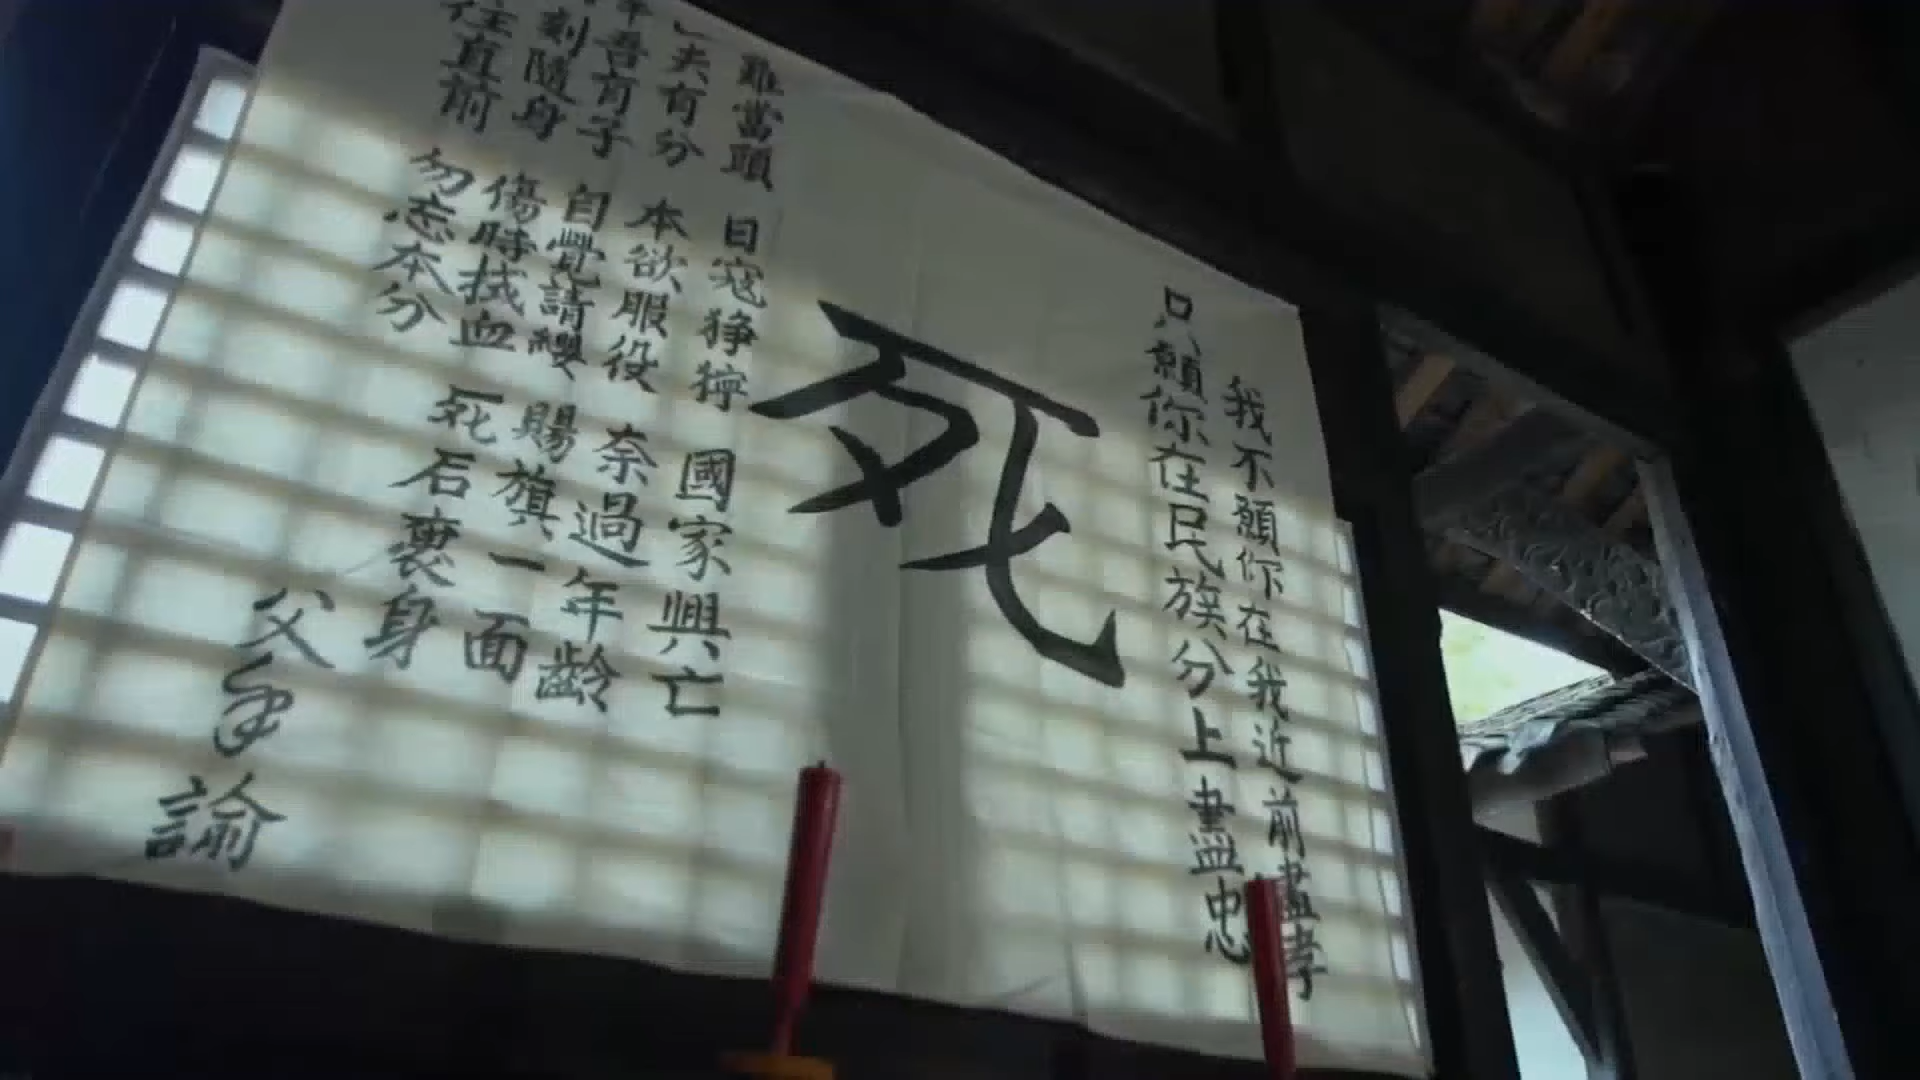 我不願你在我近前盡孝
只願你在民族分上盡忠
死
難當頭 日寇猙獰 國家興亡
夫有分 本欲服役 奈過年齡
吾有子 自覺請纓 賜旗一面
刻隨身 傷時拭血 死后裹身
往直前 勿忘本分
父手諭